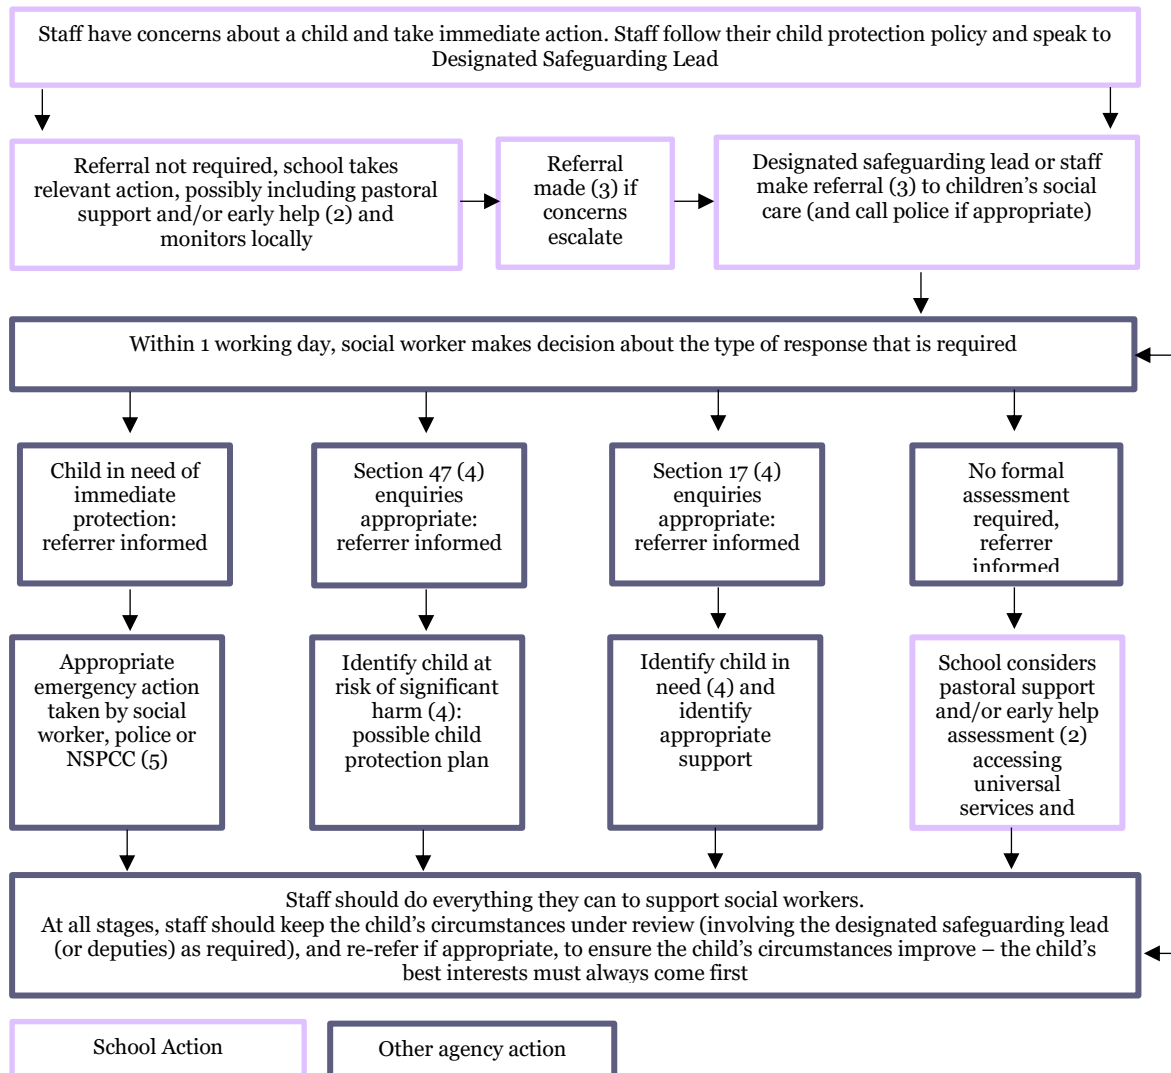 Staff have concerns about a child and take immediate action. Staff follow their child protection policy and speak to
Designated Safeguarding Lead
Referral not required, school takes
relevant action, possibly including pastoral
support and/or early help (2) and
monitors locally
Referral
made (3) if
concerns
escalate
Designated safeguarding lead or staff
make referral (3) to children’s social
care (and call police if appropriate)
Within 1 working day, social worker makes decision about the type of response that is required
Child in need of
immediate
protection:
referrer informed
Section 47 (4)
enquiries
appropriate:
referrer informed
Section 17 (4)
enquiries
appropriate:
referrer informed
No formal
assessment
required,
referrer
informed
Appropriate
emergency action
taken by social
worker, police or
NSPCC (5)
Identify child at
risk of significant
harm (4):
possible child
protection plan
Identify child in
need (4) and
identify
appropriate
support
School considers
pastoral support
and/or early help
assessment (2)
accessing
universal
services and
Staff should do everything they can to support social workers.
At all stages, staff should keep the child’s circumstances under review (involving the designated safeguarding lead
(or deputies) as required), and re-refer if appropriate, to ensure the child’s circumstances improve – the child’s
best interests must always come first
School Action
Other agency action